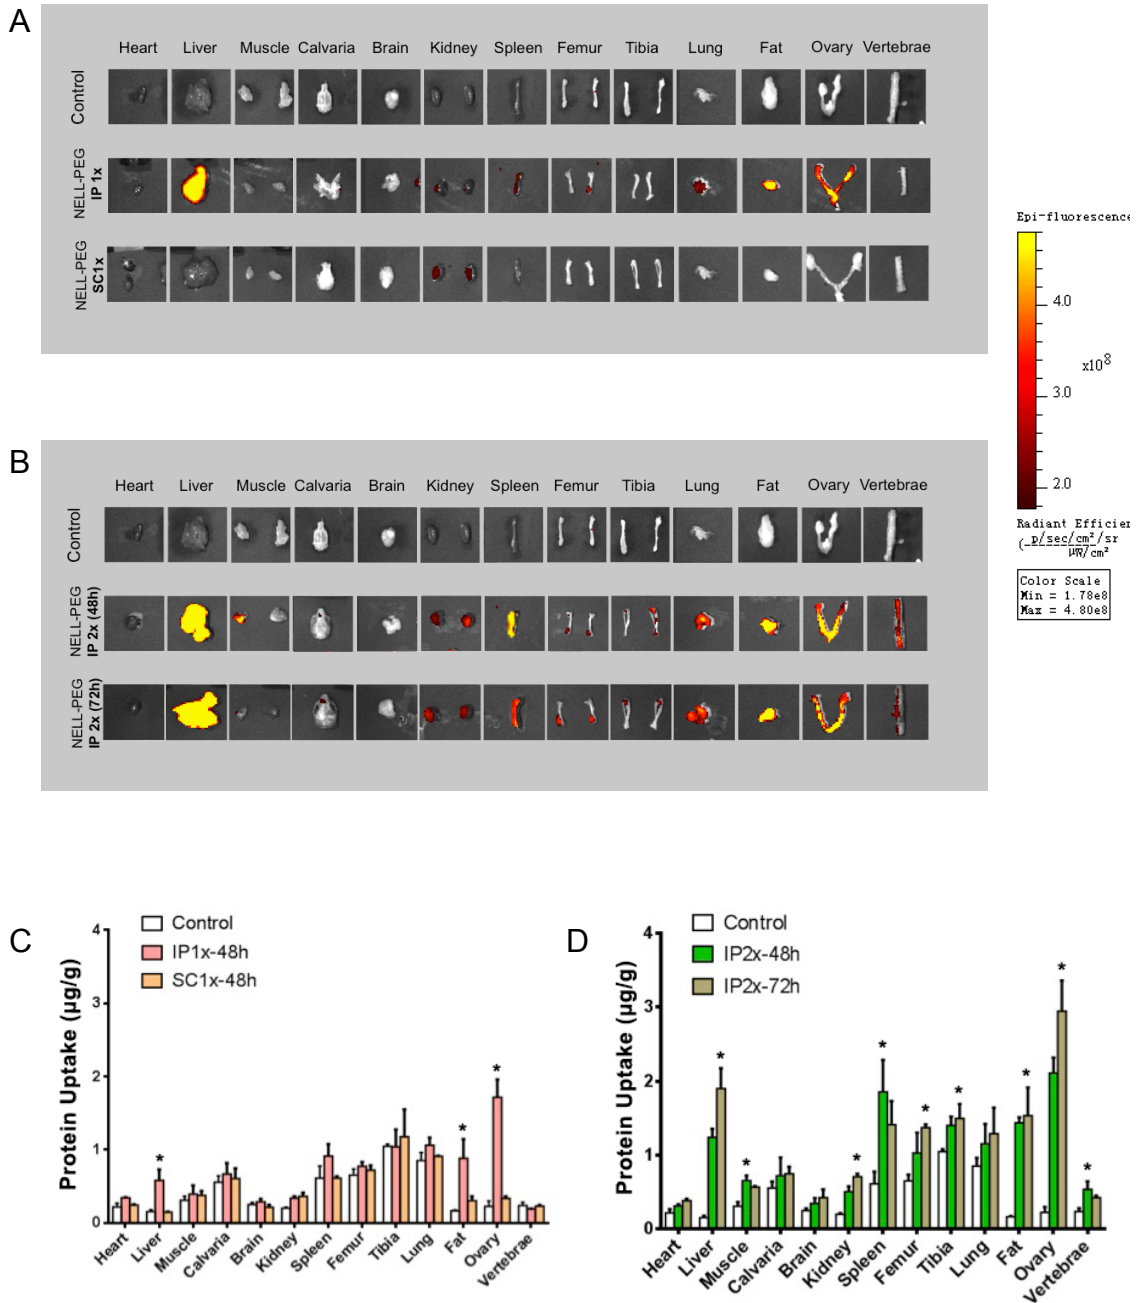 A
Heart Liver Muscle Calvaria Brain Kidney Spleen Femur Tibia Lung Fat Ovary Vertebrae
Control
NELL-PEG
IP 1x
NELL-PEG
SC1x
Epi-fluorescence
4.0
x10⁸
3.0
2.0
Radiant Efficien
(p/sec/cm²/sr
µW/cm²
Color Scale
Min = 1.78e8
Max = 4.80e8
B
Heart Liver Muscle Calvaria Brain Kidney Spleen Femur Tibia Lung Fat Ovary Vertebrae
Control
NELL-PEG
IP 2x (48h)
NELL-PEG
IP 2x (72h)
C
Control
IP1x-48h
SC1x-48h
Protein Uptake (µg/g)
4
3
2
1
0
* * *
Heart Liver Muscle Calvaria Brain Kidney Spleen Femur Tibia Lung Fat Ovary Vertebrae
D
Control
IP2x-48h
IP2x-72h
Protein Uptake (µg/g)
4
3
2
1
0
* * * * * * * * *
Heart Liver Muscle Calvaria Brain Kidney Spleen Femur Tibia Lung Fat Ovary Vertebrae